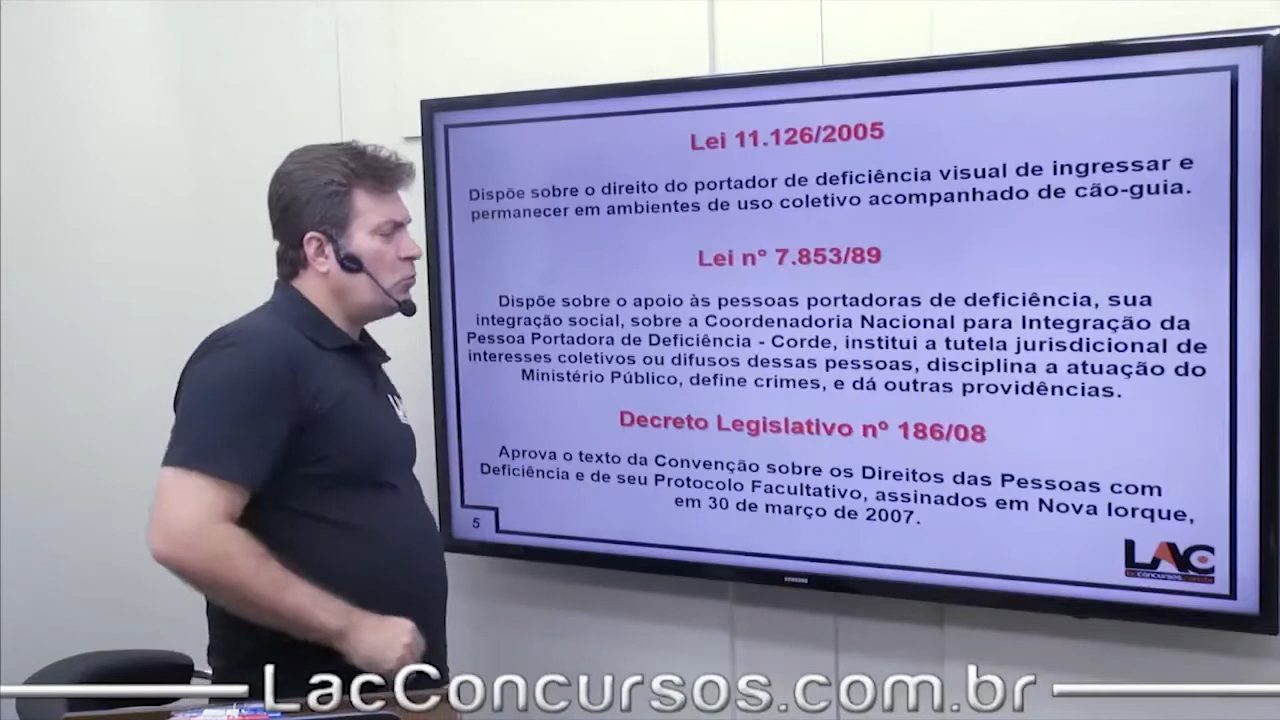 Lei 11.126/2005
Dispõe sobre o direito do portador de deficiência visual de ingressar e
permanecer em ambientes de uso coletivo acompanhado de cão-guia.
Lei nº 7.853/89
Dispõe sobre o apoio às pessoas portadoras de deficiência, sua
integração social, sobre a Coordenadoria Nacional para Integração da
Pessoa Portadora de Deficiência - Corde, institui a tutela jurisdicional de
interesses coletivos ou difusos dessas pessoas, disciplina a atuação do
Ministério Público, define crimes, e dá outras providências.
Decreto Legislativo nº 186/08
Aprova o texto da Convenção sobre os Direitos das Pessoas com
Deficiência e de seu Protocolo Facultativo, assinados em Nova Iorque,
em 30 de março de 2007.
5
LAC
lacconcursos.com.br
SAMSUNG
LacConcursos.com.br